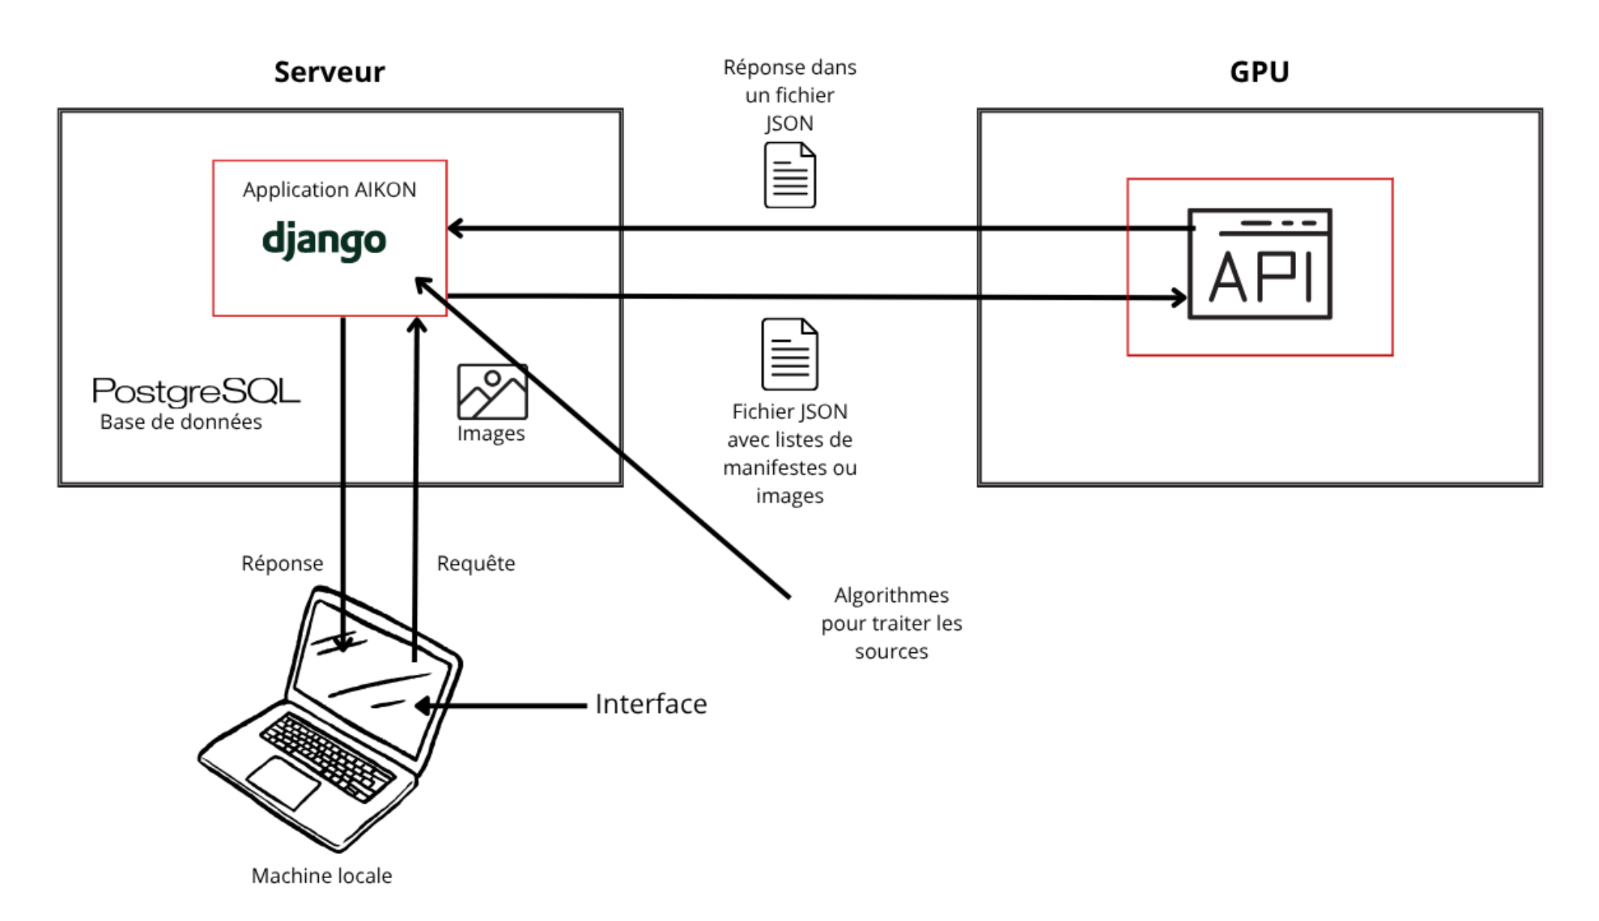 Serveur
Réponse dans
un fichier
JSON
GPU
Application AIKON
django
API
PostgreSQL
Base de données
Images
Fichier JSON
avec listes de
manifestes ou
images
Réponse
Requête
Algorithmes
pour traiter les
sources
Interface
Machine locale